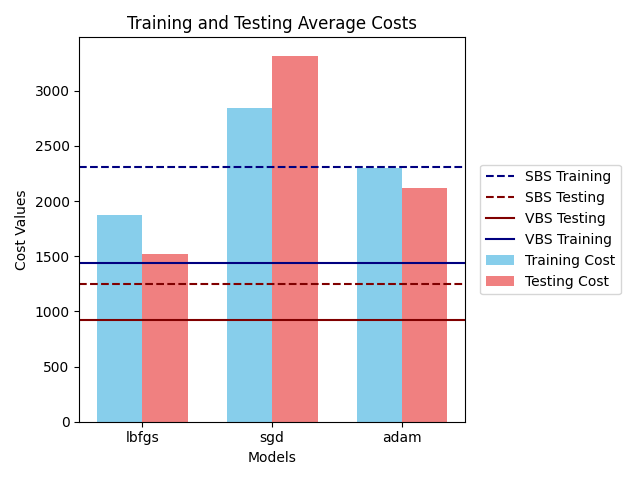 Training and Testing Average Costs
Cost Values
3000
2500
2000
1500
1000
500
0
lbfgs
sgd
adam
Models
SBS Training
SBS Testing
VBS Testing
VBS Training
Training Cost
Testing Cost